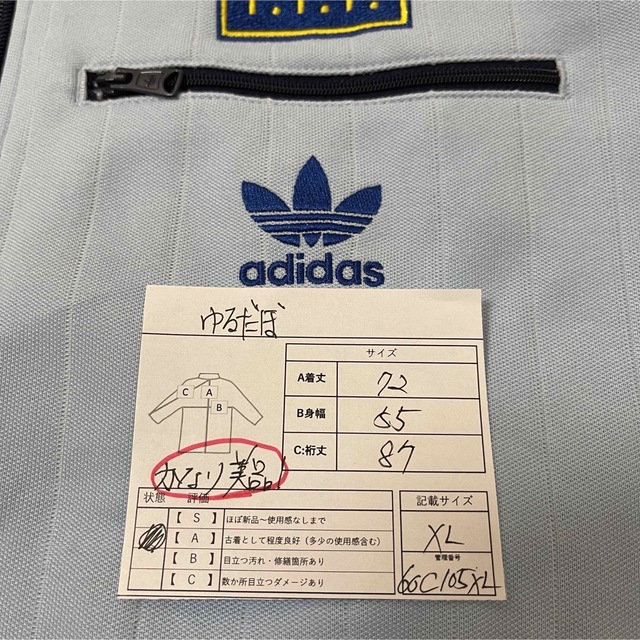 adidas
ゆるだぼ
サイズ
A着丈 72
B身幅 65
C:裄丈 87
C A
B
かなり美品!
状態 評価
【 S 】 ほぼ新品~使用感なしまで
【 A 】 古着として程度良好(多少の使用感含む)
【 B 】 目立つ汚れ・修繕箇所あり
【 C 】 数か所目立つダメージあり
記載サイズ
XL
管理番号
60C105XL